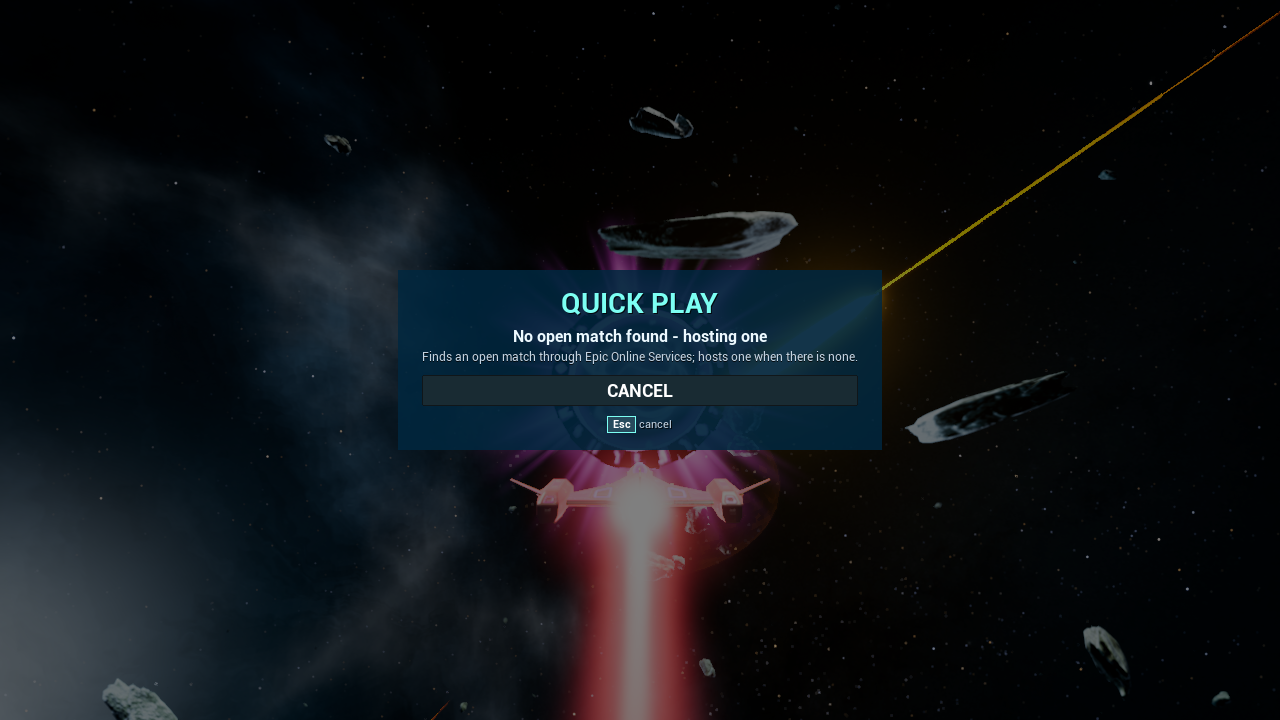 QUICK PLAY
No open match found - hosting one
Finds an open match through Epic Online Services; hosts one when there is none.
CANCEL
Esc cancel